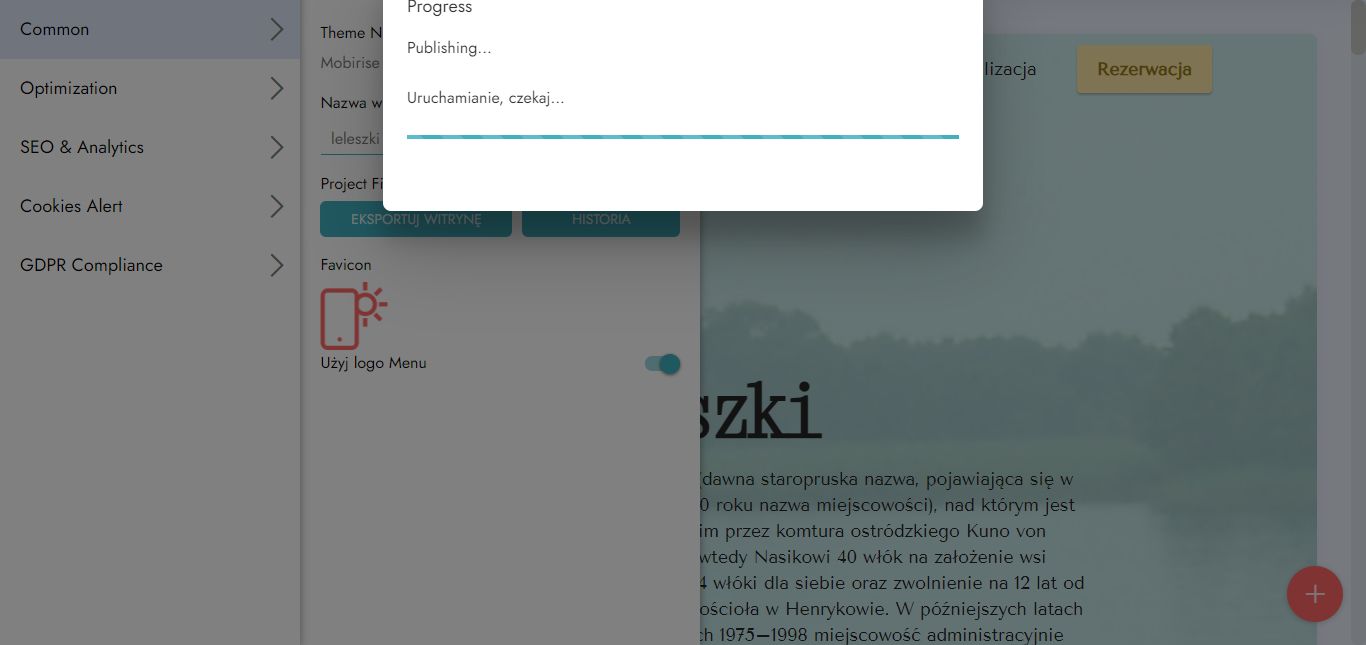 Common
Optimization
SEO & Analytics
Cookies Alert
GDPR Compliance
Theme N
Mobirise
Nazwa w
leleszki
Project Fi
EKSPORTUJ WITRYNĘ
HISTORIA
Favicon
Użyj logo Menu
Progress
Publishing...
Uruchamianie, czekaj...
lizacja
Rezerwacja
szki
(dawna staropruska nazwa, pojawiająca się w
0 roku nazwa miejscowości), nad którym jest
im przez komtura ostródzkiego Kuno von
wtedy Nasikowi 40 włók na założenie wsi
4 włóki dla siebie oraz zwolnienie na 12 lat od
ościoła w Henrykowie. W późniejszych latach
ch 1975–1998 miejscowość administracyjnie